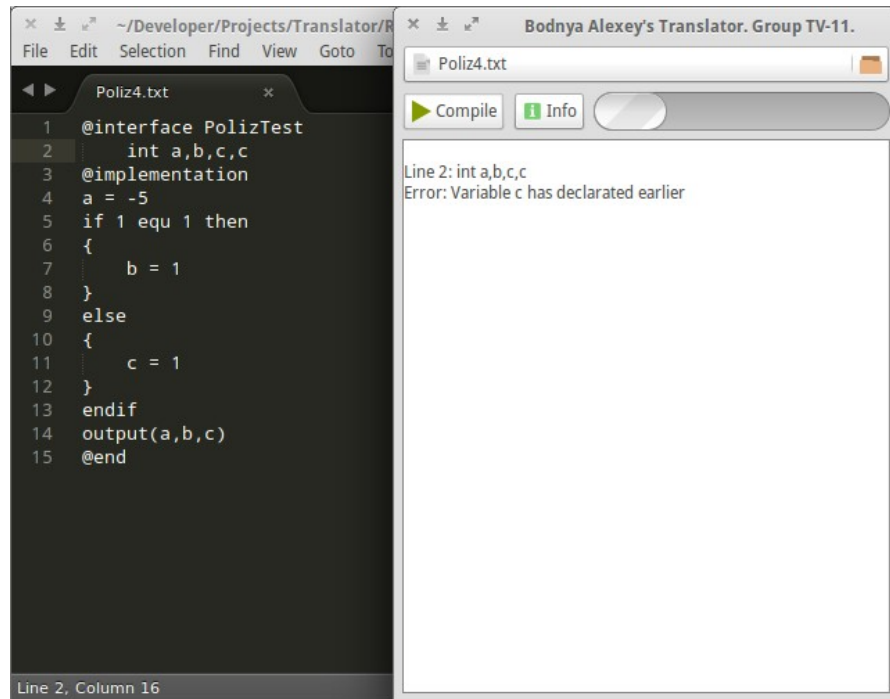 ~/Developer/Projects/Translator/R
File Edit Selection Find View Goto To
Poliz4.txt
1 @interface PolizTest
2 int a,b,c,c
3 @implementation
4 a = -5
5 if 1 equ 1 then
6 {
7 b = 1
8 }
9 else
10 {
11 c = 1
12 }
13 endif
14 output(a,b,c)
15 @end
Line 2, Column 16
Bodnya Alexey's Translator. Group TV-11.
Poliz4.txt
Compile Info
Line 2: int a,b,c,c
Error: Variable c has declarated earlier